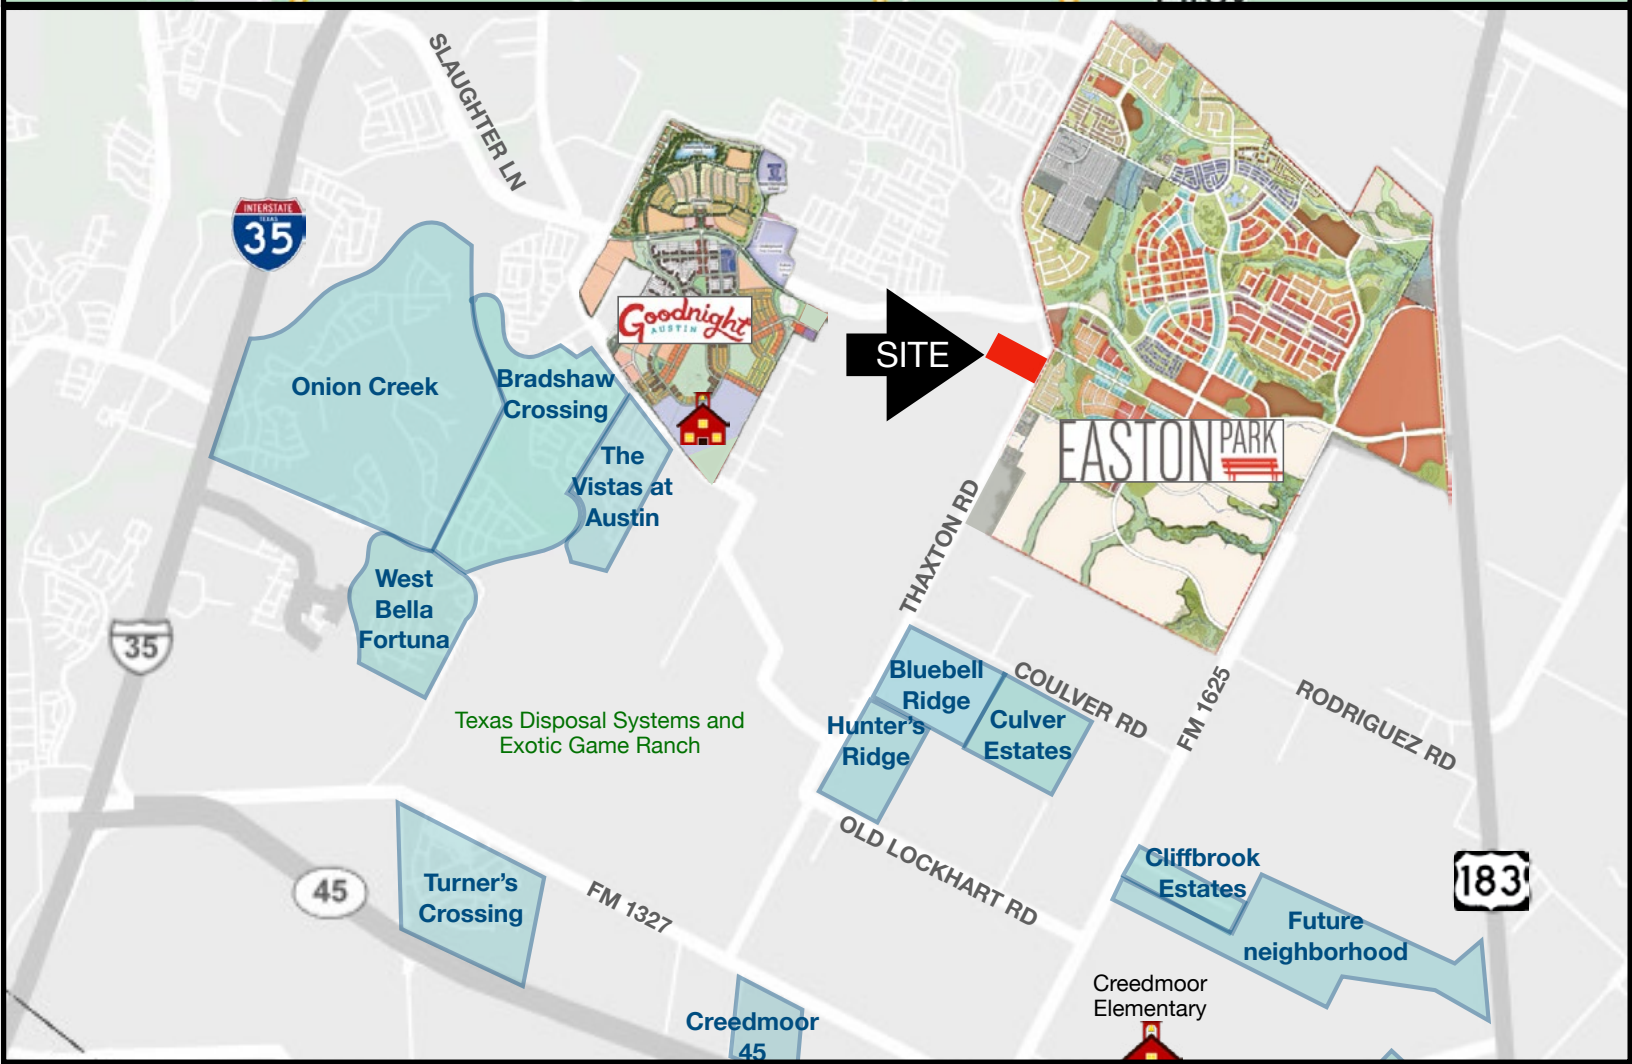 SLAUGHTER LN
INTERSTATE
TEXAS
35
Goodnight
AUSTIN
SITE
Onion Creek
Bradshaw
Crossing
The
Vistas at
Austin
EASTON PARK
THAXTON RD
West
Bella
Fortuna
35
Bluebell
Ridge
COULVER RD
FM 1625
RODRIGUEZ RD
Hunter's
Ridge
Culver
Estates
Texas Disposal Systems and
Exotic Game Ranch
OLD LOCKHART RD
Cliffbrook
Estates
183
45
Turner's
Crossing
FM 1327
Future
neighborhood
Creedmoor
Elementary
Creedmoor
45